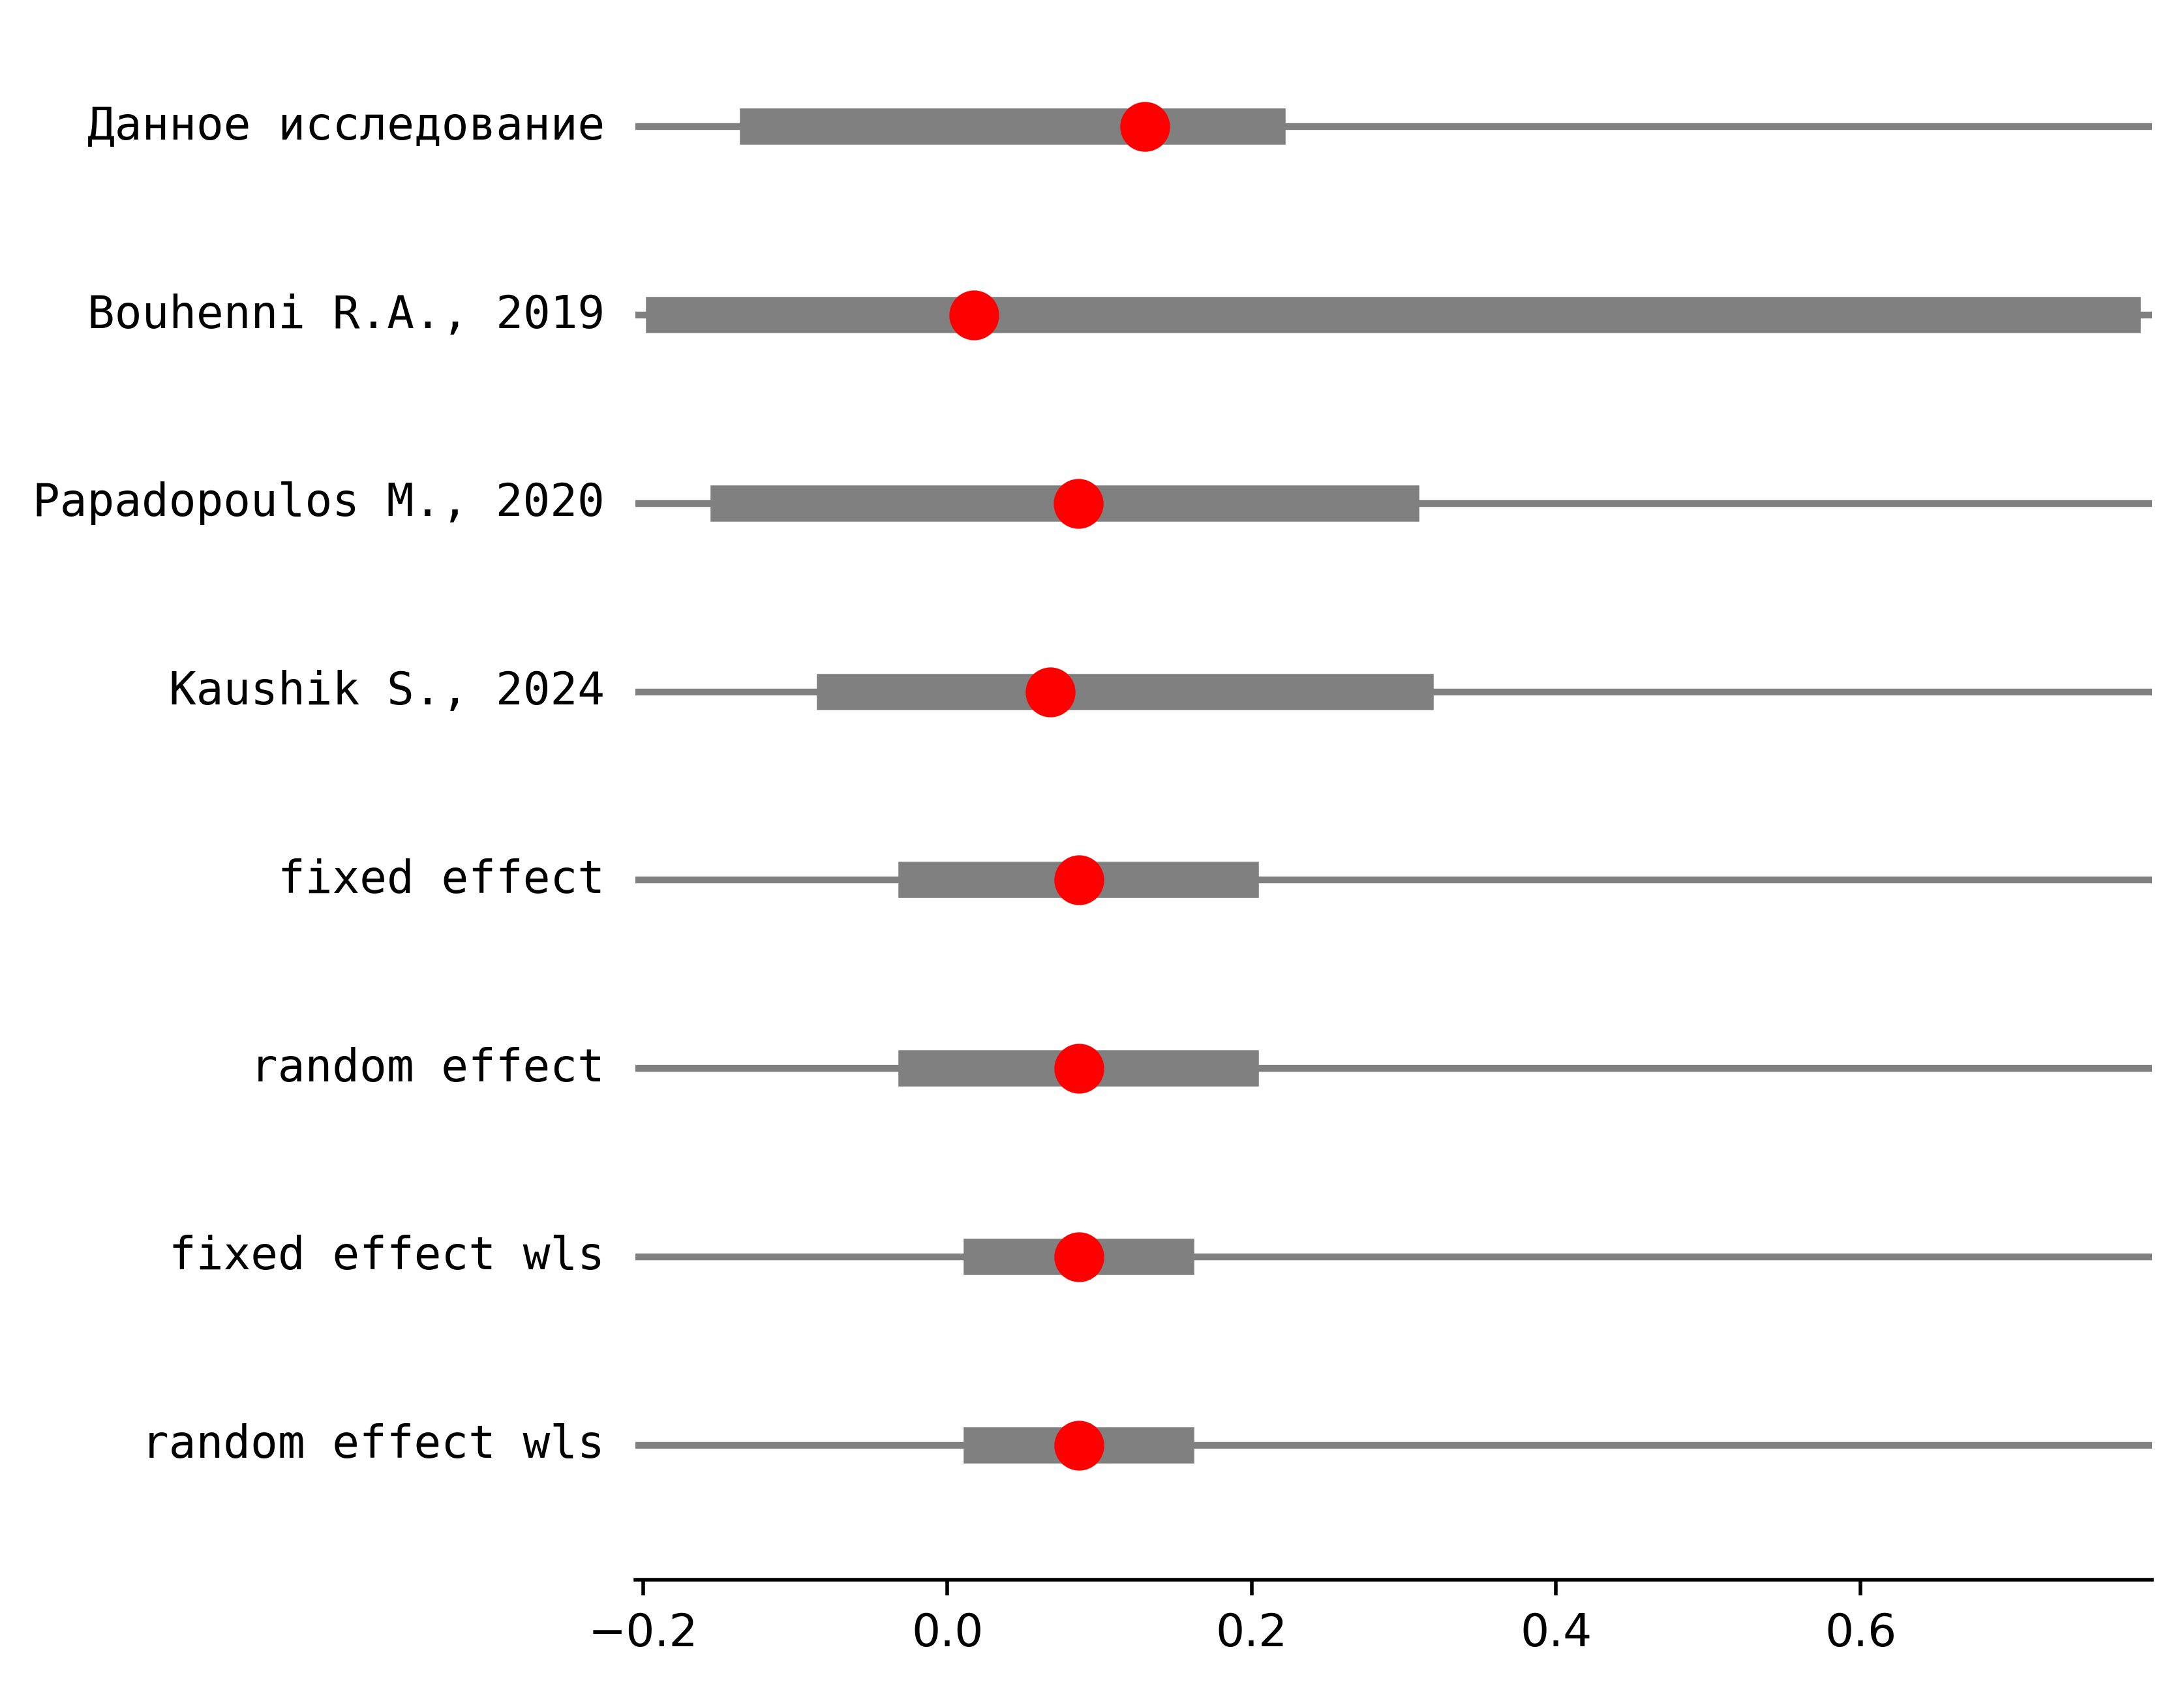 Данное исследование
Bouhenni R.A., 2019
Papadopoulos M., 2020
Kaushik S., 2024
fixed effect
random effect
fixed effect wls
random effect wls
−0.2 0.0 0.2 0.4 0.6